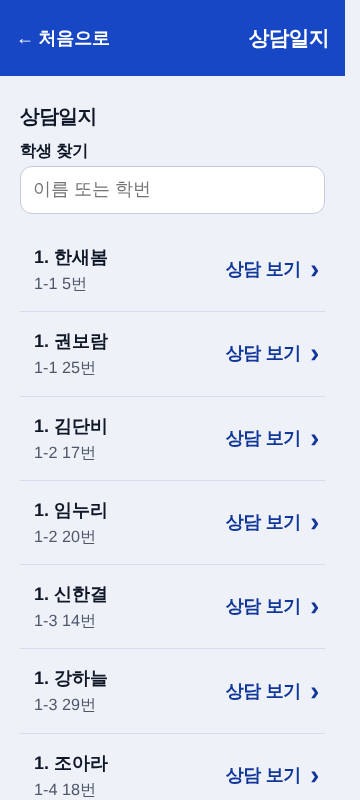 ← 처음으로 상담일지
상담일지
학생 찾기
이름 또는 학번
1. 한새봄
1-1 5번
상담 보기 ›
1. 권보람
1-1 25번
상담 보기 ›
1. 김단비
1-2 17번
상담 보기 ›
1. 임누리
1-2 20번
상담 보기 ›
1. 신한결
1-3 14번
상담 보기 ›
1. 강하늘
1-3 29번
상담 보기 ›
1. 조아라
1-4 18번
상담 보기 ›